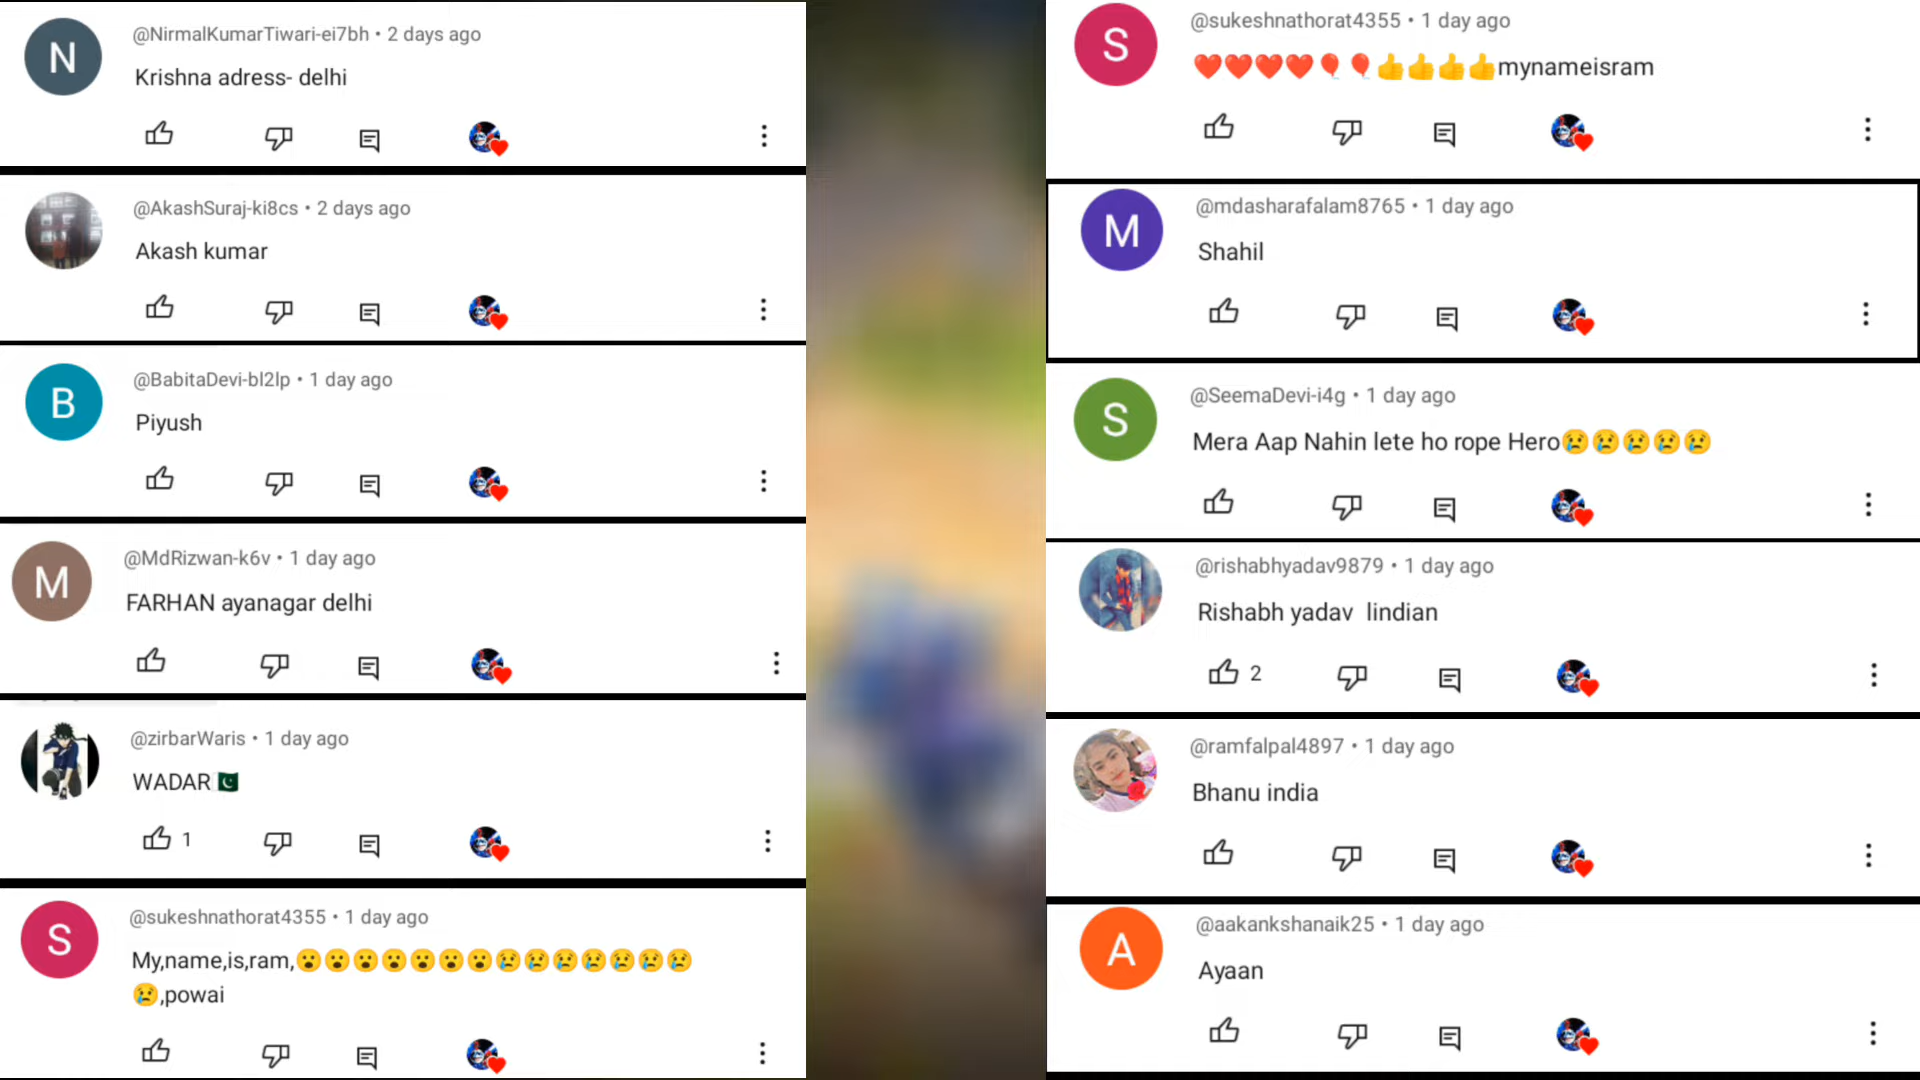 @NirmalKumarTiwari-ei7bh • 2 days ago
Krishna adress- delhi
@AkashSuraj-ki8cs • 2 days ago
Akash kumar
@BabitaDevi-bl2lp • 1 day ago
Piyush
@MdRizwan-k6v • 1 day ago
FARHAN ayanagar delhi
@zirbarWaris • 1 day ago
WADAR🇵🇰
1
@sukeshnathorat4355 • 1 day ago
My,name,is,ram,😮😮😮😮😮😮😮😢😢😢😢😢😢😢
😢,powai
@sukeshnathorat4355 • 1 day ago
❤️❤️❤️❤️🎈🎈👍👍👍👍mynameisram
@mdasharafalam8765 • 1 day ago
Shahil
@SeemaDevi-i4g • 1 day ago
Mera Aap Nahin lete ho rope Hero😢😢😢😢😢
@rishabhyadav9879 • 1 day ago
Rishabh yadav  lindian
2
@ramfalpal4897 • 1 day ago
Bhanu india
@aakankshanaik25 • 1 day ago
Ayaan